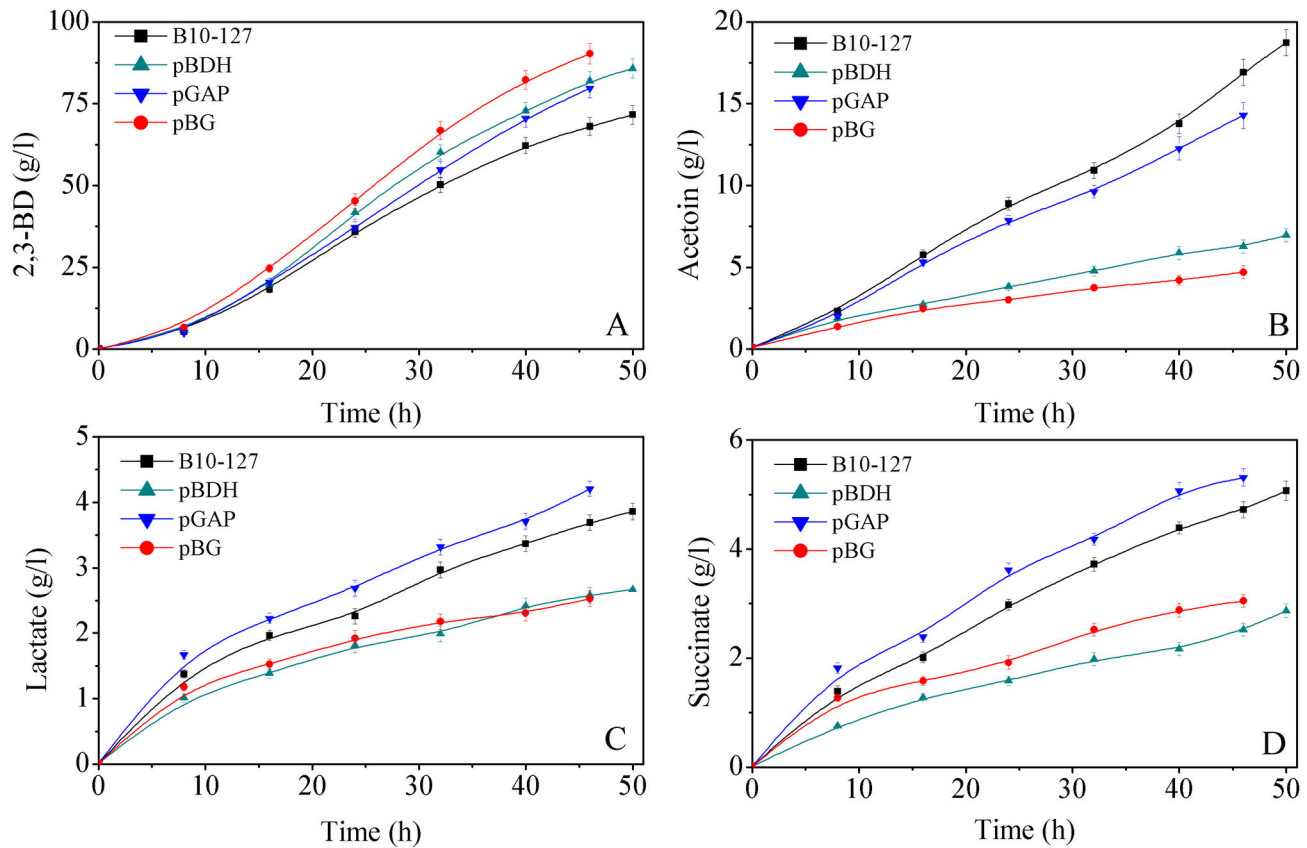 2,3-BD (g/l)
100
75
50
25
0
B10-127
pBDH
pGAP
pBG
A
0 10 20 30 40 50
Time (h)
Acetoin (g/l)
20
15
10
5
0
B10-127
pBDH
pGAP
pBG
B
0 10 20 30 40 50
Time (h)
Lactate (g/l)
5
4
3
2
1
0
B10-127
pBDH
pGAP
pBG
C
0 10 20 30 40 50
Time (h)
Succinate (g/l)
6
4
2
0
B10-127
pBDH
pGAP
pBG
D
0 10 20 30 40 50
Time (h)